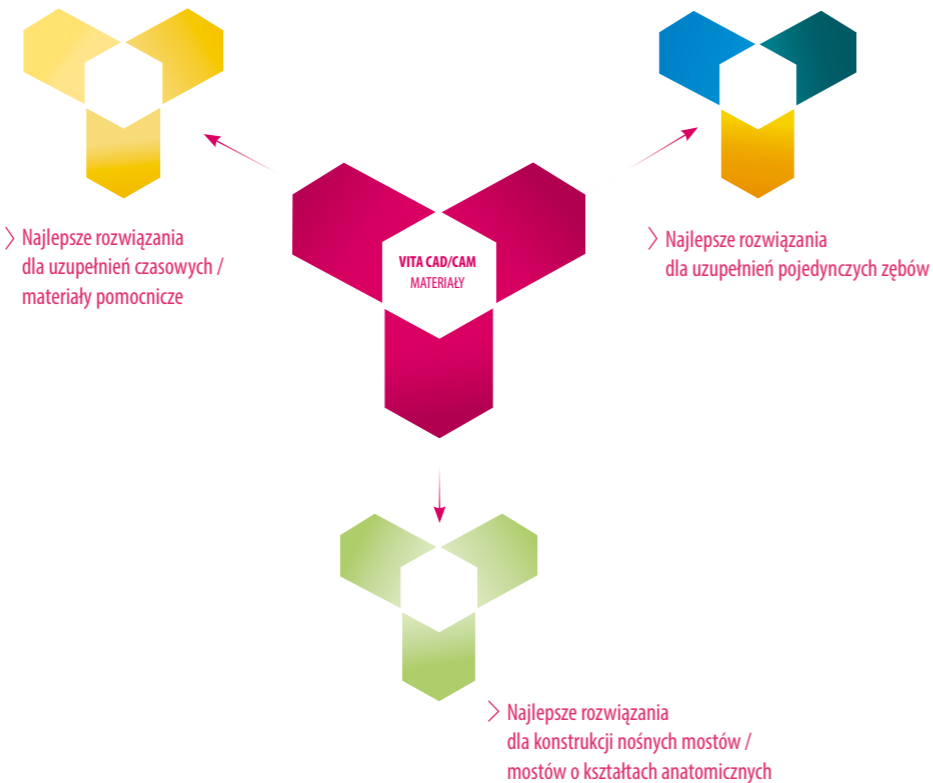 Najlepsze rozwiązania
dla uzupełnień czasowych /
materiały pomocnicze
VITA CAD/CAM
MATERIAŁY
Najlepsze rozwiązania
dla uzupełnień pojedynczych zębów
Najlepsze rozwiązania
dla konstrukcji nośnych mostów /
mostów o kształtach anatomicznych